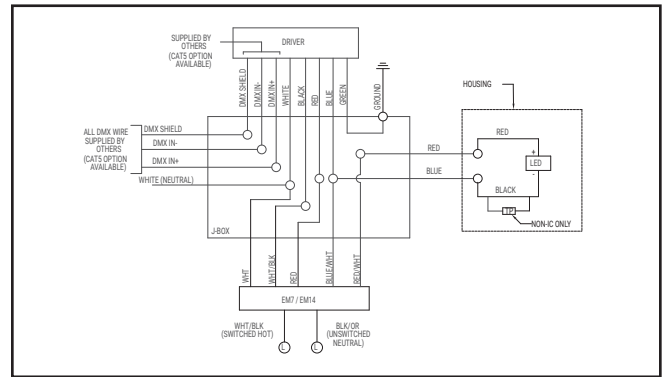 SUPPLIED BY
OTHERS
(CAT5 OPTION
AVAILABLE)
DRIVER
DMX SHIELD
DMX IN-
DMX IN+
WHITE
BLACK
RED
BLUE
GREEN
GROUND
HOUSING
ALL DMX WIRE
SUPPLIED BY
OTHERS
(CAT5 OPTION
AVAILABLE)
DMX SHIELD
DMX IN-
DMX IN+
WHITE (NEUTRAL)
RED
BLUE
RED
+
LED
-
BLACK
TP
NON-IC ONLY
J-BOX
WHT
WHT/BLK
RED
BLUE/WHT
RED/WHT
EM7 / EM14
WHT/BLK
(SWITCHED HOT)
L
L
BLK/OR
(UNSWITCHED
NEUTRAL)